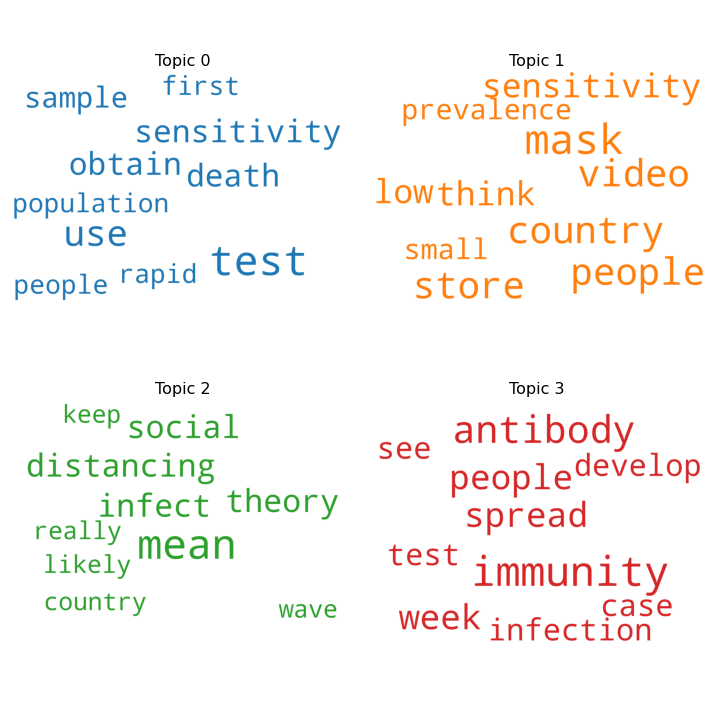 Topic 0
first
sample
sensitivity
obtain
death
population
use
test
rapid
people
Topic 1
sensitivity
prevalence
mask
video
low
think
country
small
people
store
Topic 2
keep
social
distancing
infect
theory
really
mean
likely
country
wave
Topic 3
antibody
see
develop
people
spread
test
immunity
case
week
infection